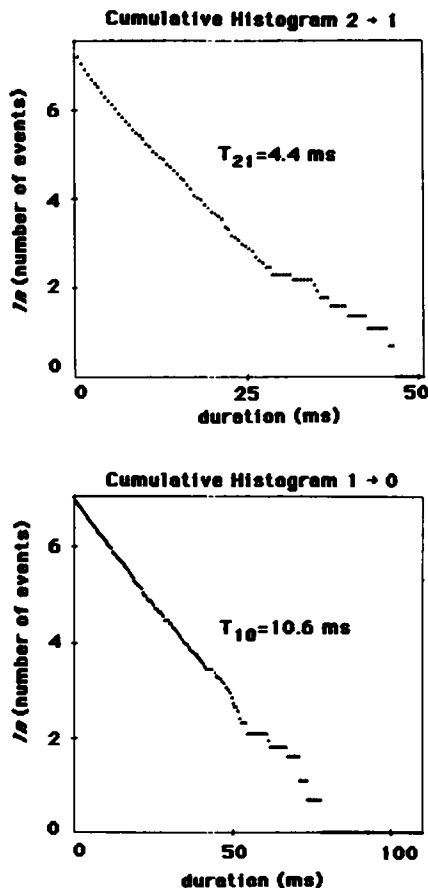 Cumulative Histogram 2 → 1
6
4
2
0
ln (number of events)
T21=4.4 ms
0 25 50
duration (ms)
Cumulative Histogram 1 → 0
6
4
2
0
ln (number of events)
T10=10.6 ms
0 50 100
duration (ms)